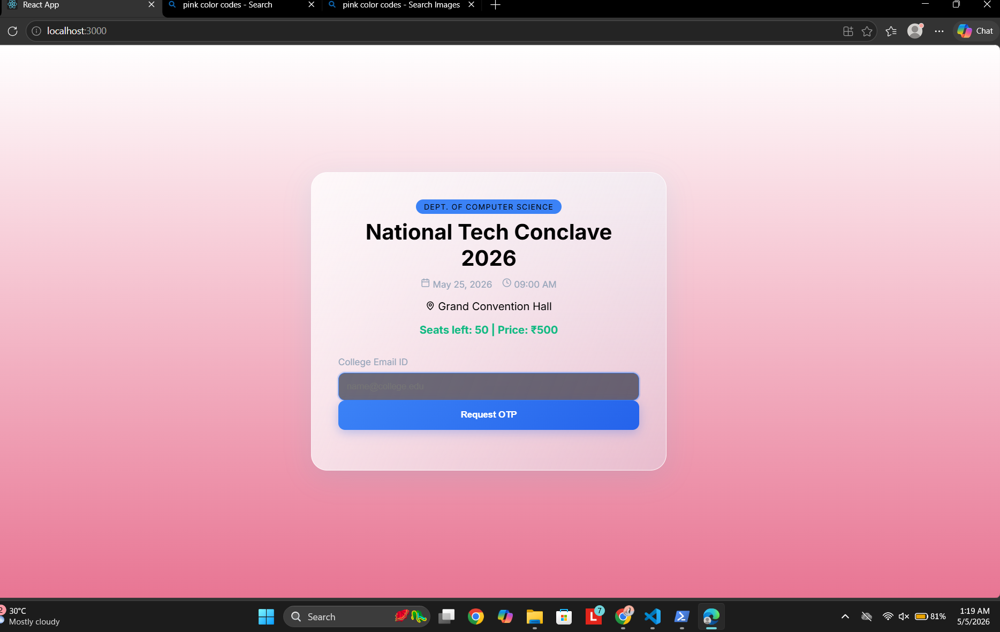 React App
pink color codes - Search
pink color codes - Search Images
localhost:3000
Chat
DEPT. OF COMPUTER SCIENCE
National Tech Conclave
2026
May 25, 2026 09:00 AM
Grand Convention Hall
Seats left: 50 | Price: ₹500
College Email ID
name@college.edu
Request OTP
2
30°C
Mostly cloudy
Search
L
7
81%
1:19 AM
5/5/2026